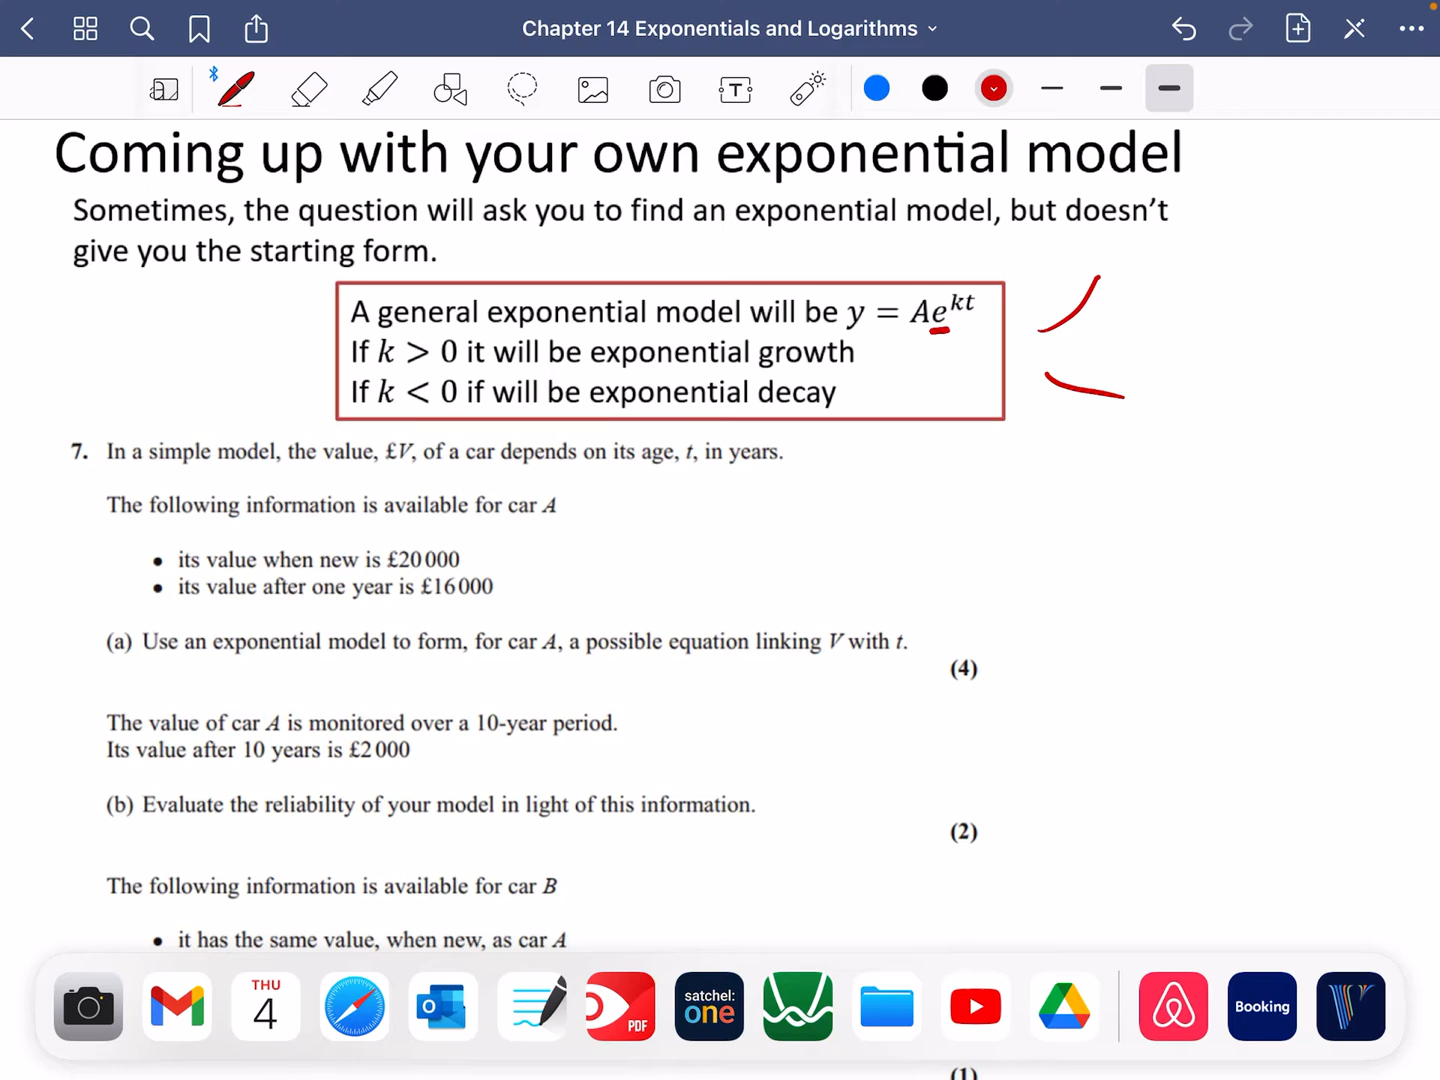 Chapter 14 Exponentials and Logarithms
T
Coming up with your own exponential model
Sometimes, the question will ask you to find an exponential model, but doesn't
give you the starting form.
A general exponential model will be y = Ae^{kt}
If k > 0 it will be exponential growth
If k < 0 if will be exponential decay
7. In a simple model, the value, £V, of a car depends on its age, t, in years.
The following information is available for car A
• its value when new is £20 000
• its value after one year is £16 000
(a) Use an exponential model to form, for car A, a possible equation linking V with t.
(4)
The value of car A is monitored over a 10-year period.
Its value after 10 years is £2 000
(b) Evaluate the reliability of your model in light of this information.
(2)
The following information is available for car B
• it has the same value, when new, as car A
THU
4
PDF
satchel:
one
Booking
(1)